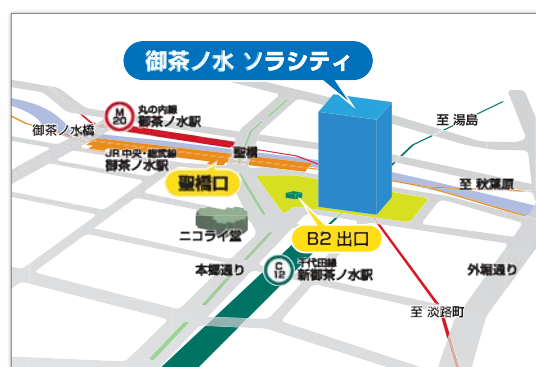 御茶ノ水 ソラシティ
M
20
丸の内線
御茶ノ水駅
御茶ノ水橋
聖橋
JR 中央・総武線
御茶ノ水駅
聖橋口
至 湯島
至 秋葉原
B2 出口
ニコライ堂
本郷通り
C
12
千代田線
新御茶ノ水駅
外堀通り
至 淡路町